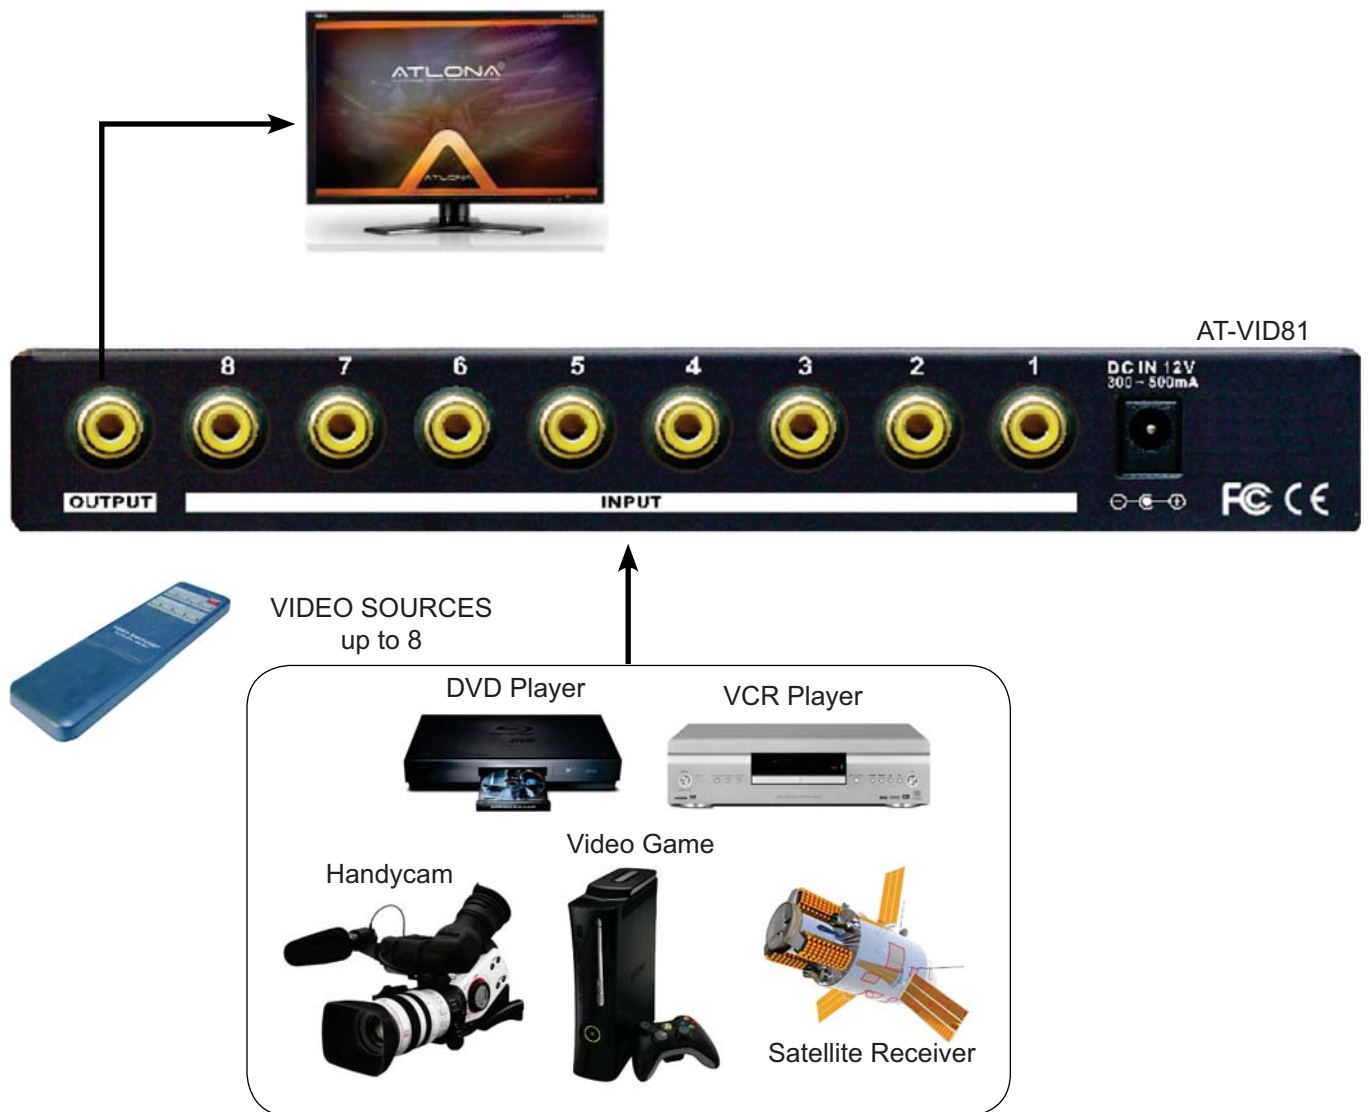 ATLONA®
ATLONA
AT-VID81
8 7 6 5 4 3 2 1
DC IN 12V
300~500mA
OUTPUT
INPUT
FC CE
VIDEO SOURCES
up to 8
DVD Player
VCR Player
Video Game
Handycam
Satellite Receiver